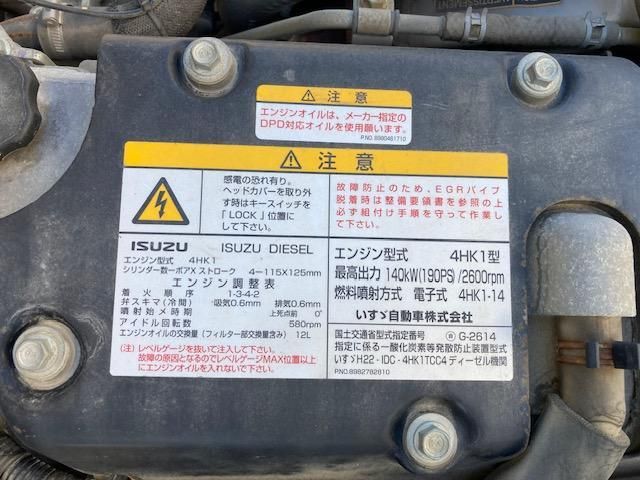 注意
エンジンオイルは、メーカー指定の
DPD対応オイルを使用願います。
P.NO.8980461710
注意
感電の恐れ有り。
ヘッドカバーを取り外
す時はキースイッチを
「LOCK」位置に
して下さい。
故障防止のため、EGRパイプ
脱着時は整備要領書を参照の上
必ず組付け手順を守って作業
して下さい。
ISUZU ISUZU DIESEL
エンジン型式 4HK1
シリンダー数ーボアXストローク 4ー115X125mm
エンジン調整表
着火順序 1-3-4-2
弁スキマ(冷間) 吸気0.6mm 排気0.6mm
噴射始メ時期 上死点前 0°
アイドル回転数 580rpm
エンジンオイルの交換量(フィルター部交換量含み) 12L
(注)レベルゲージを抜いて注入して下さい。
故障の原因となるのでレベルゲージMAX位置以上
にエンジンオイルを入れないで下さい。
エンジン型式 4HK1型
最高出力 140kW(190PS)/2600rpm
燃料噴射方式 電子式 4HK1-14
いすゞ自動車株式会社
国土交通省型式指定番号 G-2614
指定に係る一酸化炭素等発散防止装置型式
いすゞH22-IDC-4HK1TCC4ディーゼル機関
P.NO.8982782810